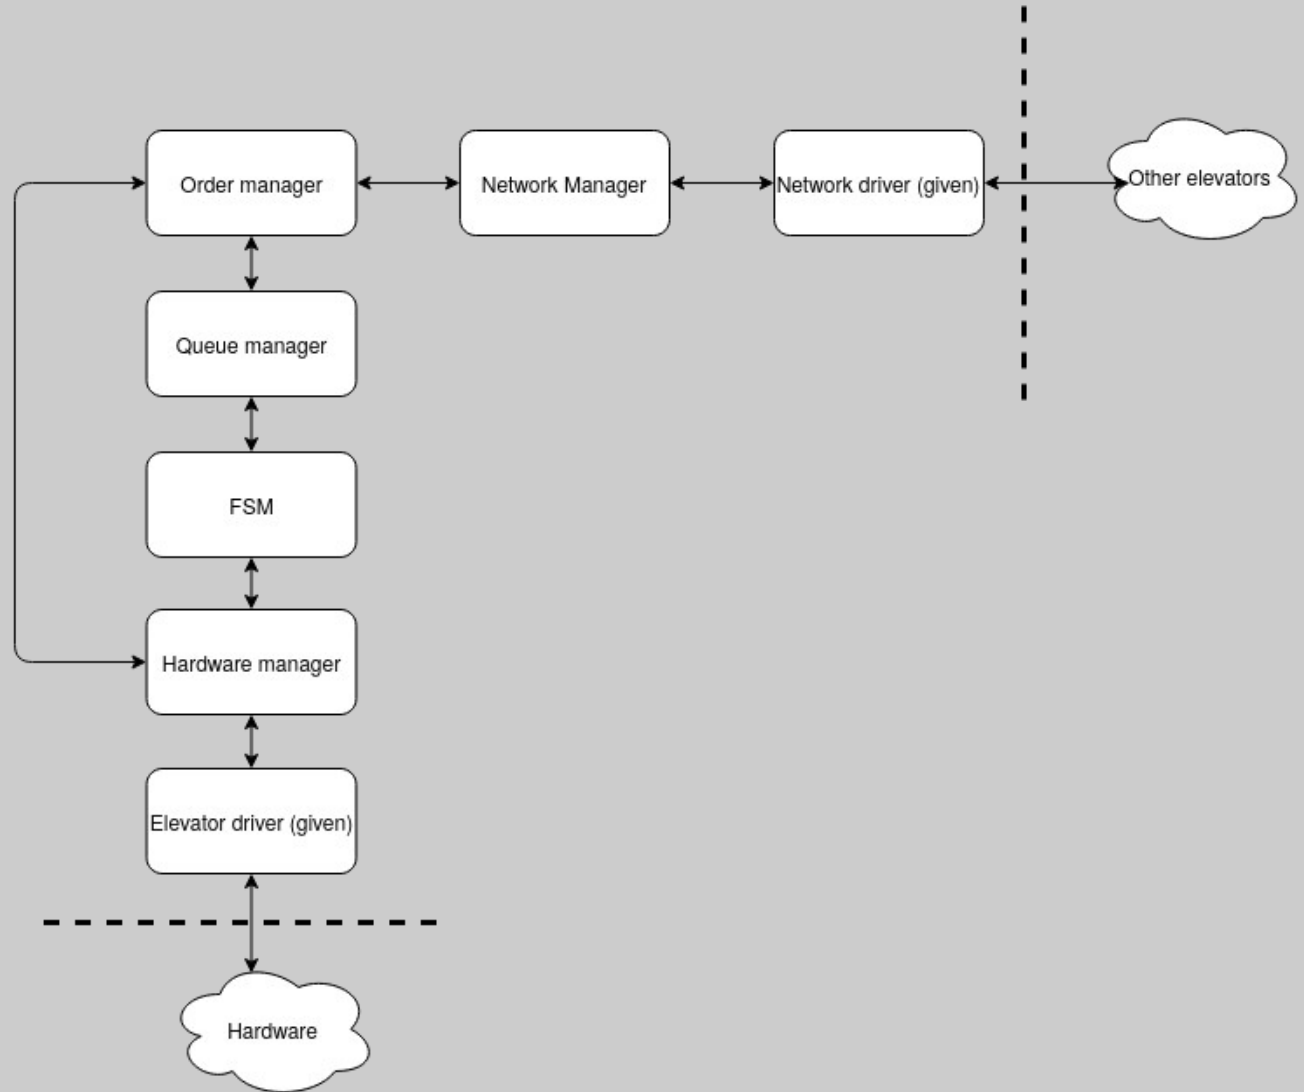 Order manager
Network Manager
Network driver (given)
Other elevators
Queue manager
FSM
Hardware manager
Elevator driver (given)
Hardware